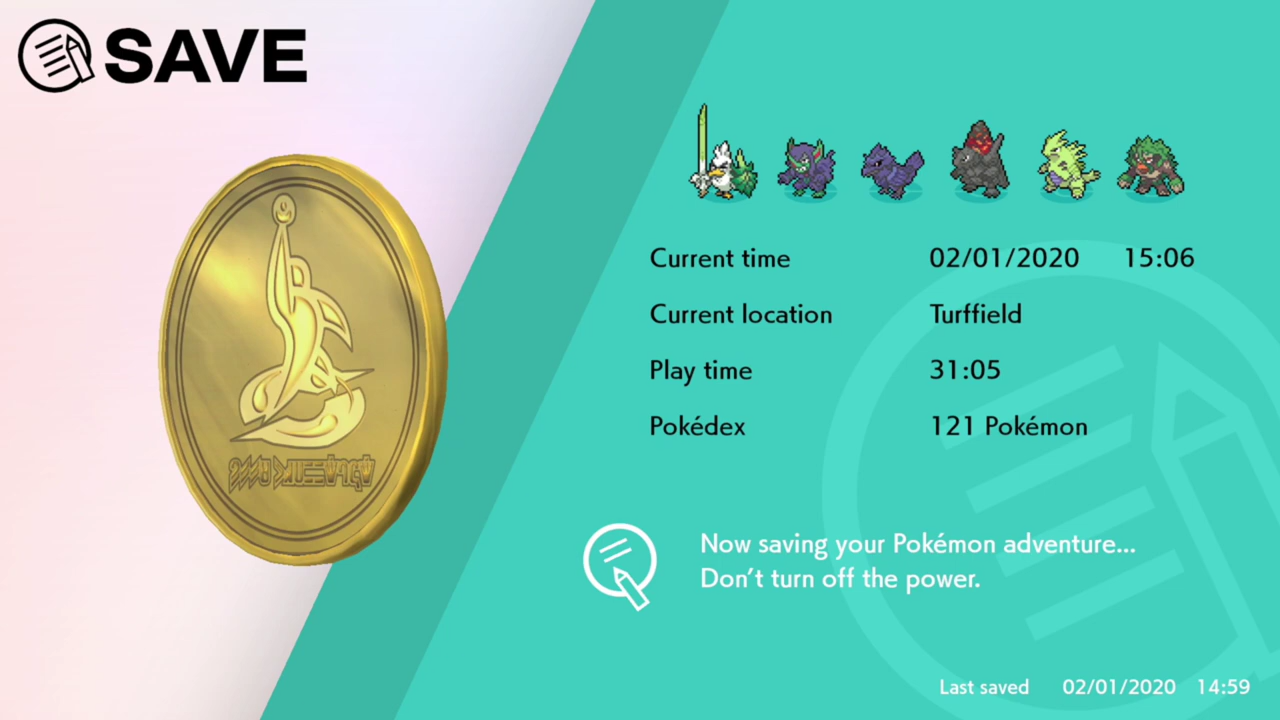 SAVE
Current time 02/01/2020 15:06
Current location Turffield
Play time 31:05
Pokédex 121 Pokémon
Now saving your Pokémon adventure...
Don't turn off the power.
Last saved 02/01/2020 14:59